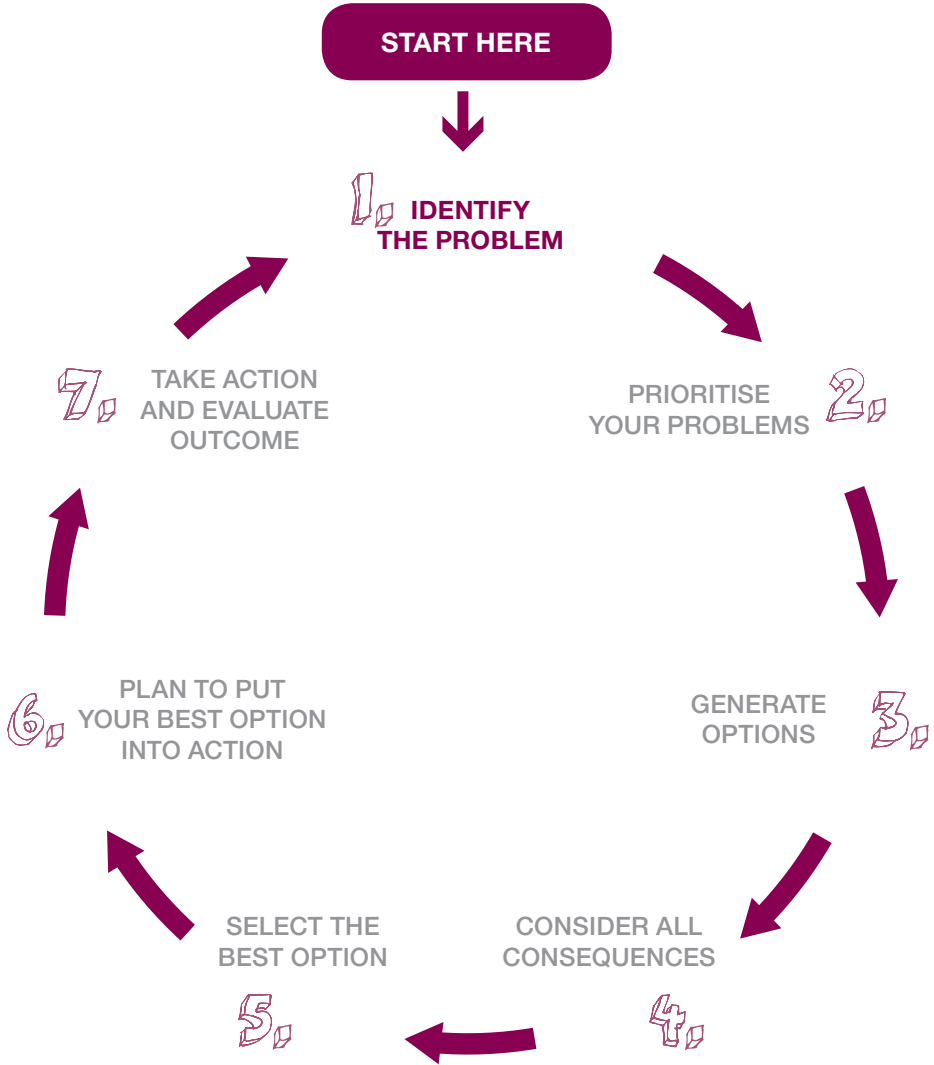 START HERE
1. IDENTIFY
THE PROBLEM
2. PRIORITISE
YOUR PROBLEMS
3. GENERATE
OPTIONS
4. CONSIDER ALL
CONSEQUENCES
5. SELECT THE
BEST OPTION
6. PLAN TO PUT
YOUR BEST OPTION
INTO ACTION
7. TAKE ACTION
AND EVALUATE
OUTCOME